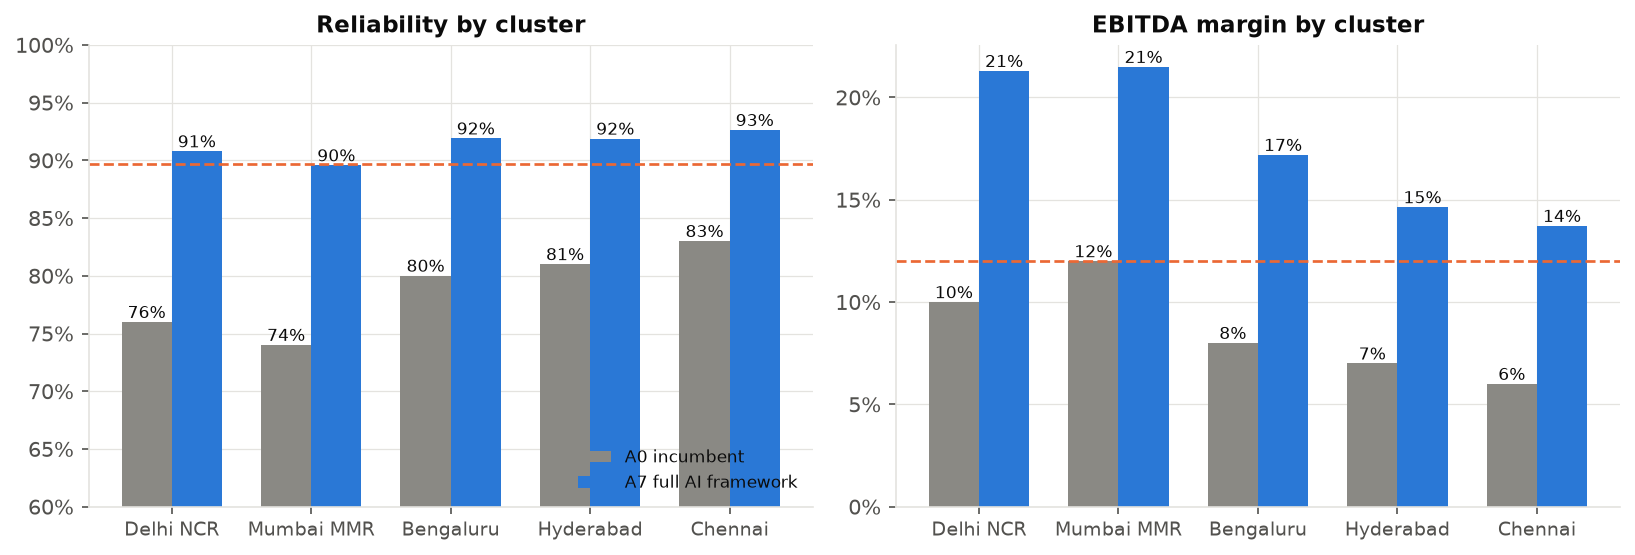 Reliability by cluster
100%
95%
90%
85%
80%
75%
70%
65%
60%
76%
91%
74%
90%
80%
92%
81%
92%
83%
93%
A0 incumbent
A7 full AI framework
Delhi NCR
Mumbai MMR
Bengaluru
Hyderabad
Chennai
EBITDA margin by cluster
20%
15%
10%
5%
0%
10%
21%
12%
21%
8%
17%
7%
15%
6%
14%
Delhi NCR
Mumbai MMR
Bengaluru
Hyderabad
Chennai